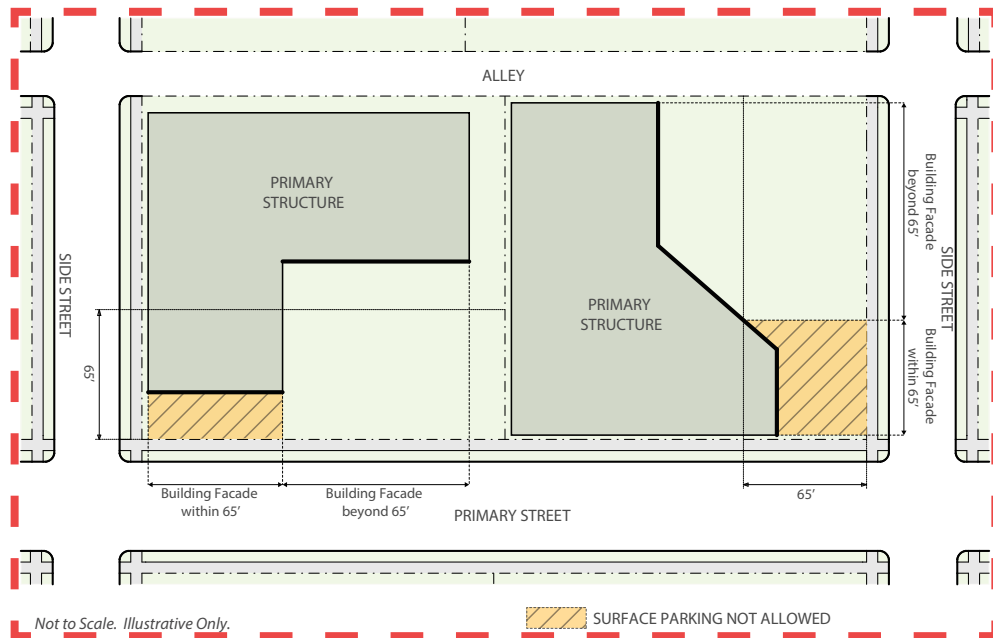 ALLEY
PRIMARY
STRUCTURE
PRIMARY
STRUCTURE
SIDE STREET
SIDE STREET
Building Facade
beyond 65'
Building Facade
within 65'
65'
65'
Building Facade
within 65'
Building Facade
beyond 65'
PRIMARY STREET
Not to Scale. Illustrative Only.
SURFACE PARKING NOT ALLOWED